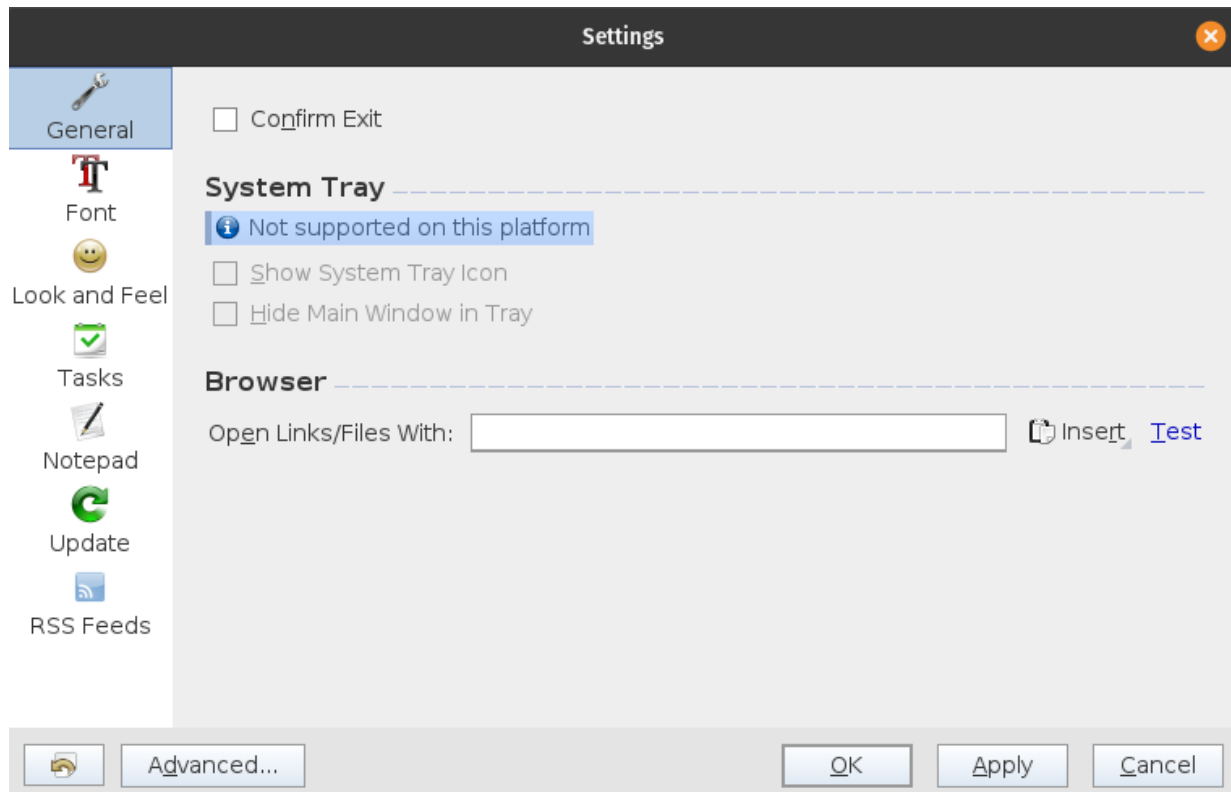 Settings
General
Font
Look and Feel
Tasks
Notepad
Update
RSS Feeds
Confirm Exit
System Tray
Not supported on this platform
Show System Tray Icon
Hide Main Window in Tray
Browser
Open Links/Files With: Insert Test
Advanced... OK Apply Cancel